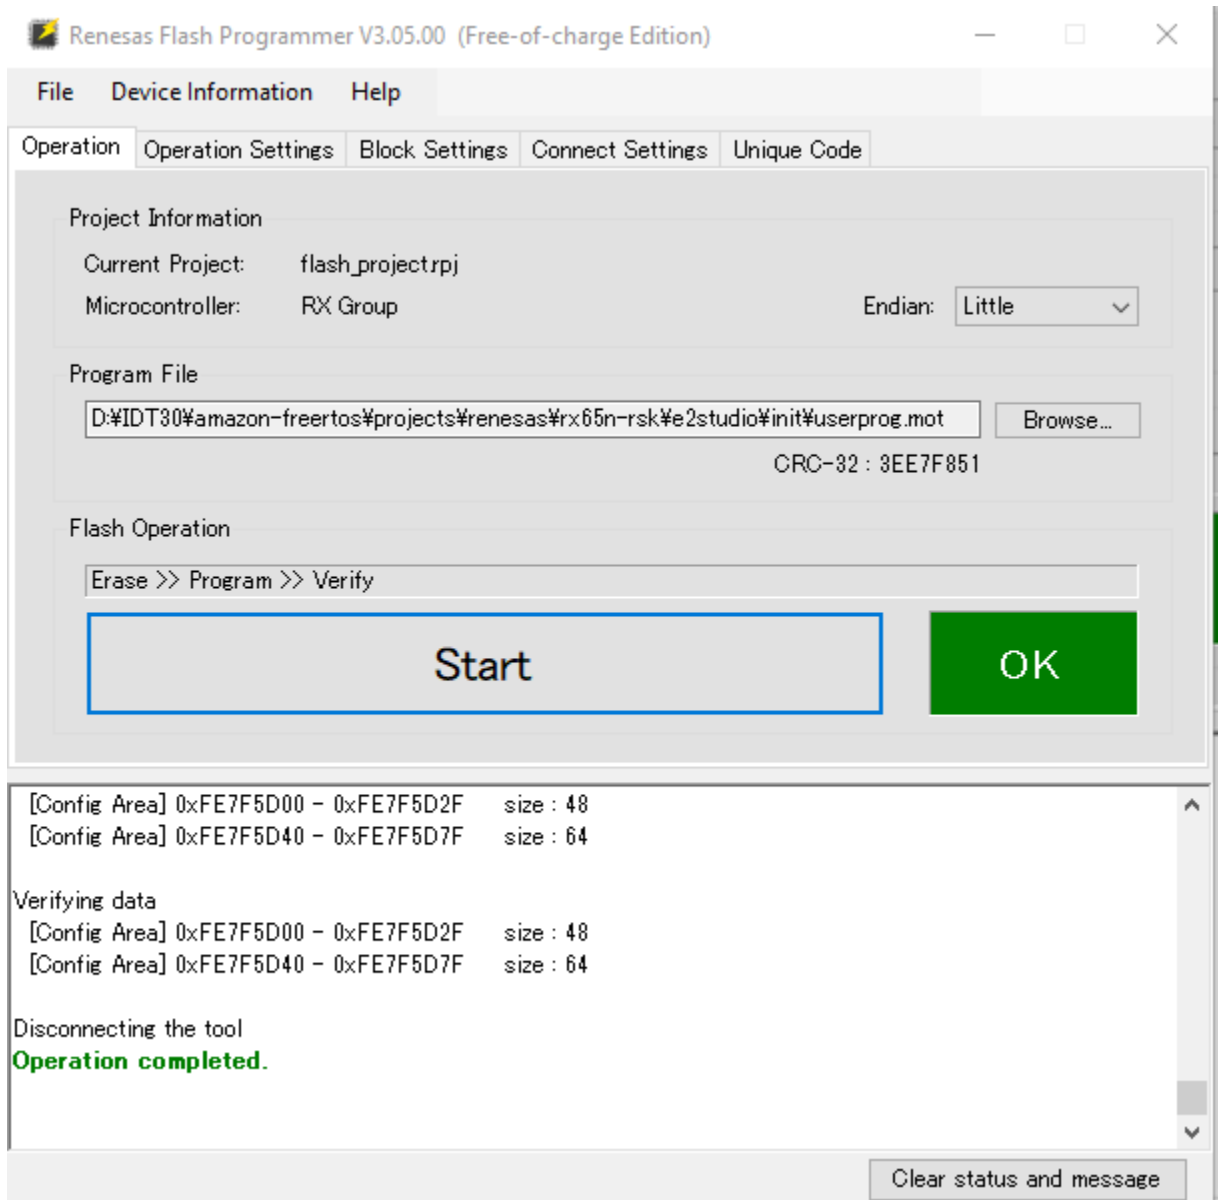 Renesas Flash Programmer V3.05.00 (Free-of-charge Edition)
File Device Information Help
Operation Operation Settings Block Settings Connect Settings Unique Code
Project Information
Current Project: flash_project.rpj
Microcontroller: RX Group Endian: Little
Program File
D:¥IDT30¥amazon-freertos¥projects¥renesas¥rx65n-rsk¥e2studio¥init¥userprog.mot Browse...
CRC-32 : 3EE7F851
Flash Operation
Erase >> Program >> Verify
Start OK
[Config Area] 0xFE7F5D00 - 0xFE7F5D2F size : 48
[Config Area] 0xFE7F5D40 - 0xFE7F5D7F size : 64
Verifying data
[Config Area] 0xFE7F5D00 - 0xFE7F5D2F size : 48
[Config Area] 0xFE7F5D40 - 0xFE7F5D7F size : 64
Disconnecting the tool
Operation completed.
Clear status and message